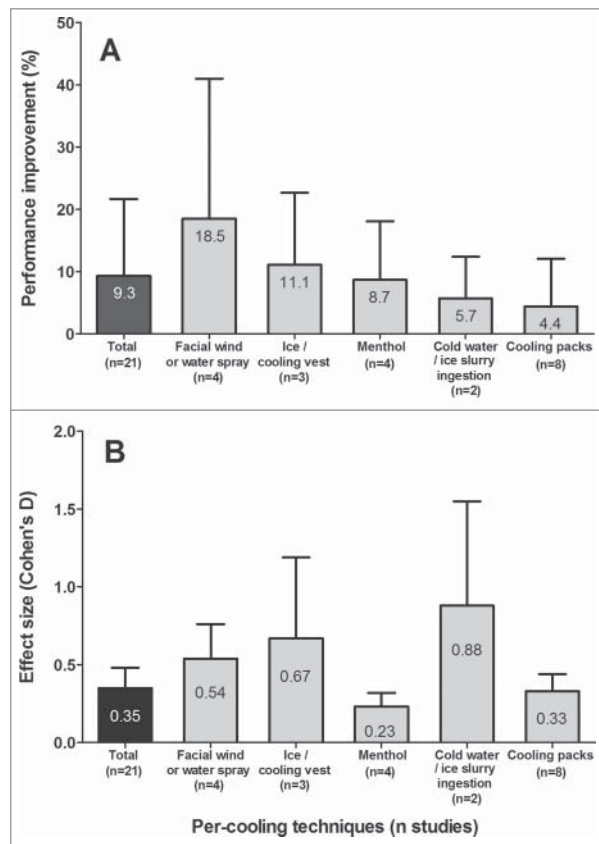 A
Performance improvement (%)
50
40
30
20
10
0
9.3
18.5
11.1
8.7
5.7
4.4
Total
(n=21)
Facial wind
or water spray
(n=4)
Ice /
cooling vest
(n=3)
Menthol
(n=4)
Cold water
/ ice slurry
ingestion
(n=2)
Cooling packs
(n=8)
B
Effect size (Cohen's D)
2.0
1.5
1.0
0.5
0.0
0.35
0.54
0.67
0.23
0.88
0.33
Total
(n=21)
Facial wind
or water spray
(n=4)
Ice /
cooling vest
(n=3)
Menthol
(n=4)
Cold water
/ ice slurry
ingestion
(n=2)
Cooling packs
(n=8)
Per-cooling techniques (n studies)